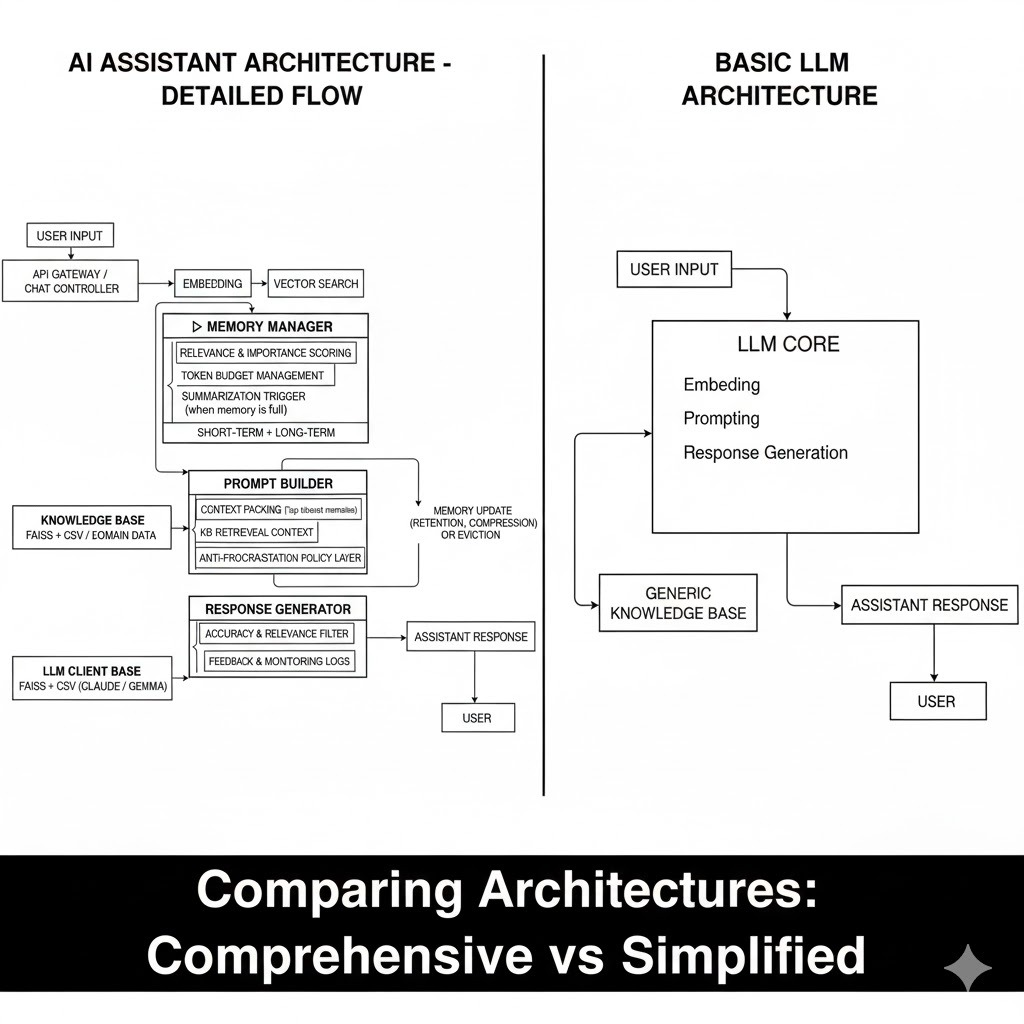 AI ASSISTANT ARCHITECTURE -
DETAILED FLOW
USER INPUT
API GATEWAY /
CHAT CONTROLLER
EMBEDDING
VECTOR SEARCH
▷ MEMORY MANAGER
RELEVANCE & IMPORTANCE SCORING
TOKEN BUDGET MANAGEMENT
SUMMARIZATION TRIGGER
(when memory is full)
SHORT-TERM + LONG-TERM
PROMPT BUILDER
CONTEXT PACKING
KB RETREVEAL CONTEXT
ANTI-FROCRASTATION POLICY LAYER
KNOWLEDGE BASE
FAISS + CSV / EOMAIN DATA
MEMORY UPDATE
(RETENTION, COMPRESSION)
OR EVICTION
RESPONSE GENERATOR
ACCURACY & RELEVANCE FILTER
FEEDBACK & MONTORING LOGS
LLM CLIENT BASE
FAISS + CSV (CLAUDE / GEMMA)
ASSISTANT RESPONSE
USER
BASIC LLM
ARCHITECTURE
USER INPUT
LLM CORE
Embeding
Prompting
Response Generation
GENERIC
KNOWLEDGE BASE
ASSISTANT RESPONSE
USER
Comparing Architectures:
Comprehensive vs Simplified